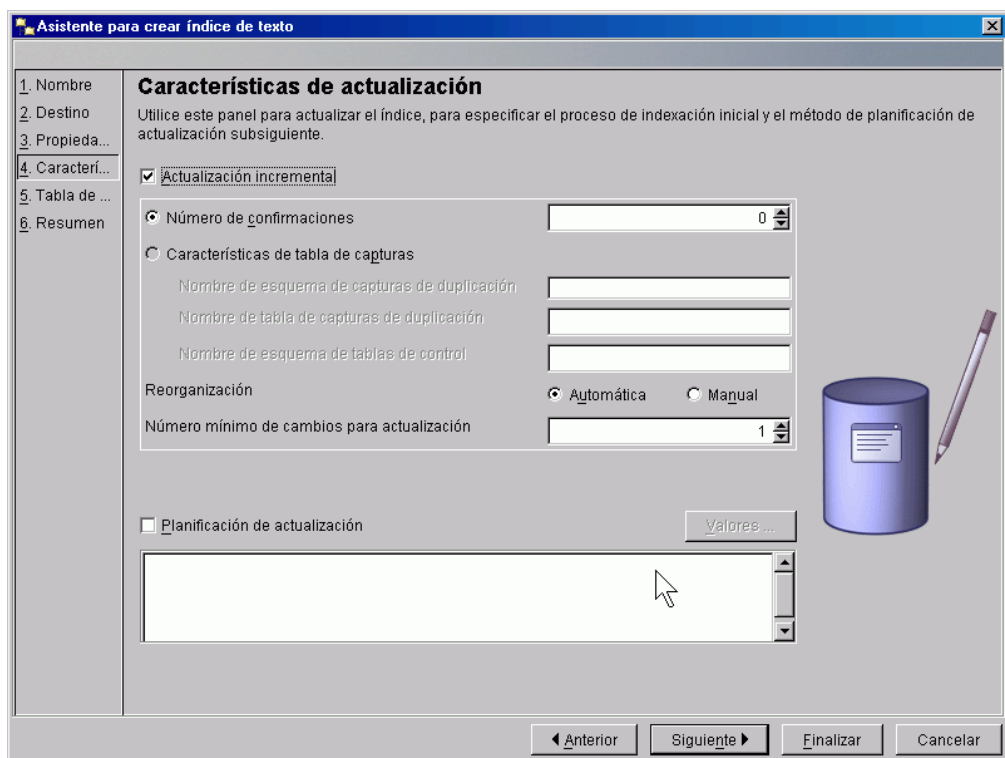 Asistente para crear índice de texto
1. Nombre
2. Destino
3. Propieda...
4. Caracterí...
5. Tabla de ...
6. Resumen
Características de actualización
Utilice este panel para actualizar el índice, para especificar el proceso de indexación inicial y el método de planificación de
actualización subsiguiente.
Actualización incremental
Número de confirmaciones
0
Características de tabla de capturas
Nombre de esquema de capturas de duplicación
Nombre de tabla de capturas de duplicación
Nombre de esquema de tablas de control
Reorganización
Automática
Manual
Número mínimo de cambios para actualización
1
Planificación de actualización
Valores ...
Anterior
Siguiente
Finalizar
Cancelar